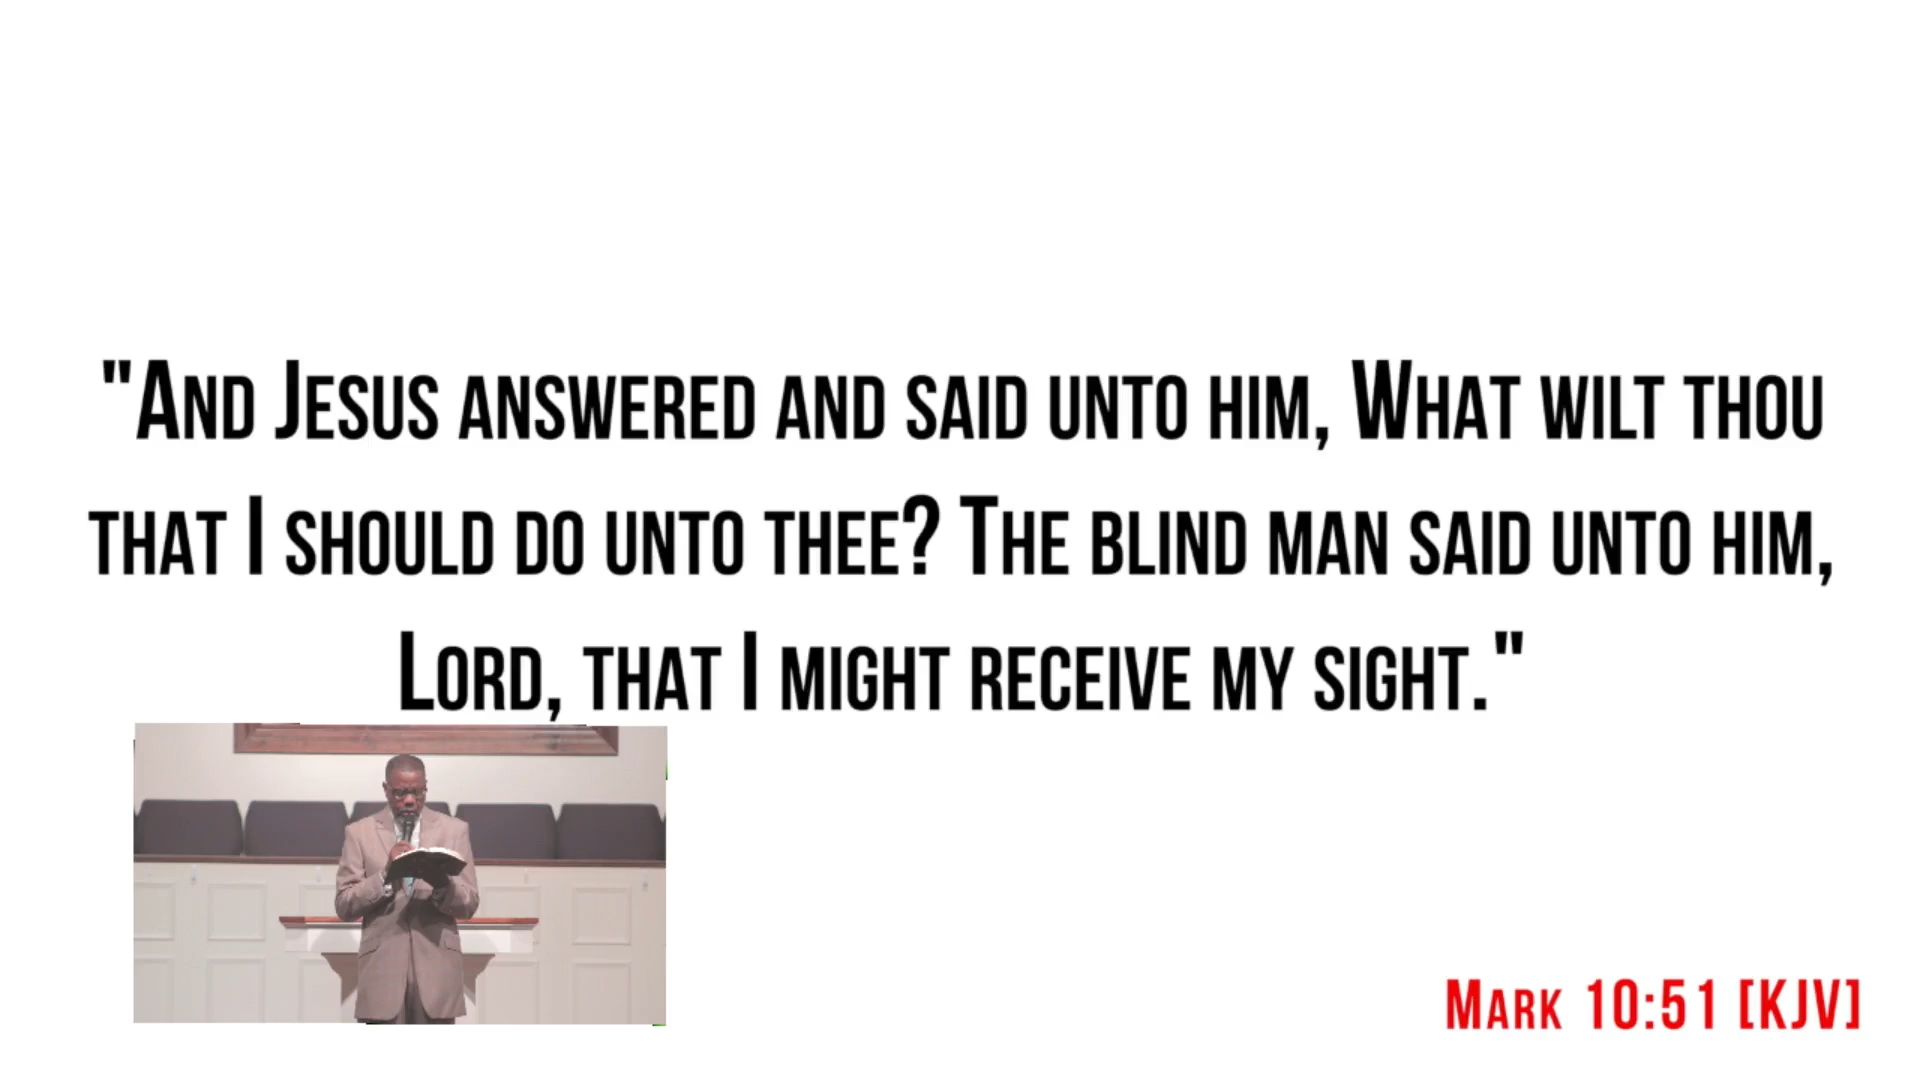 "And Jesus answered and said unto him, What wilt thou
that I should do unto thee? The blind man said unto him,
Lord, that I might receive my sight."
Mark 10:51 [KJV]